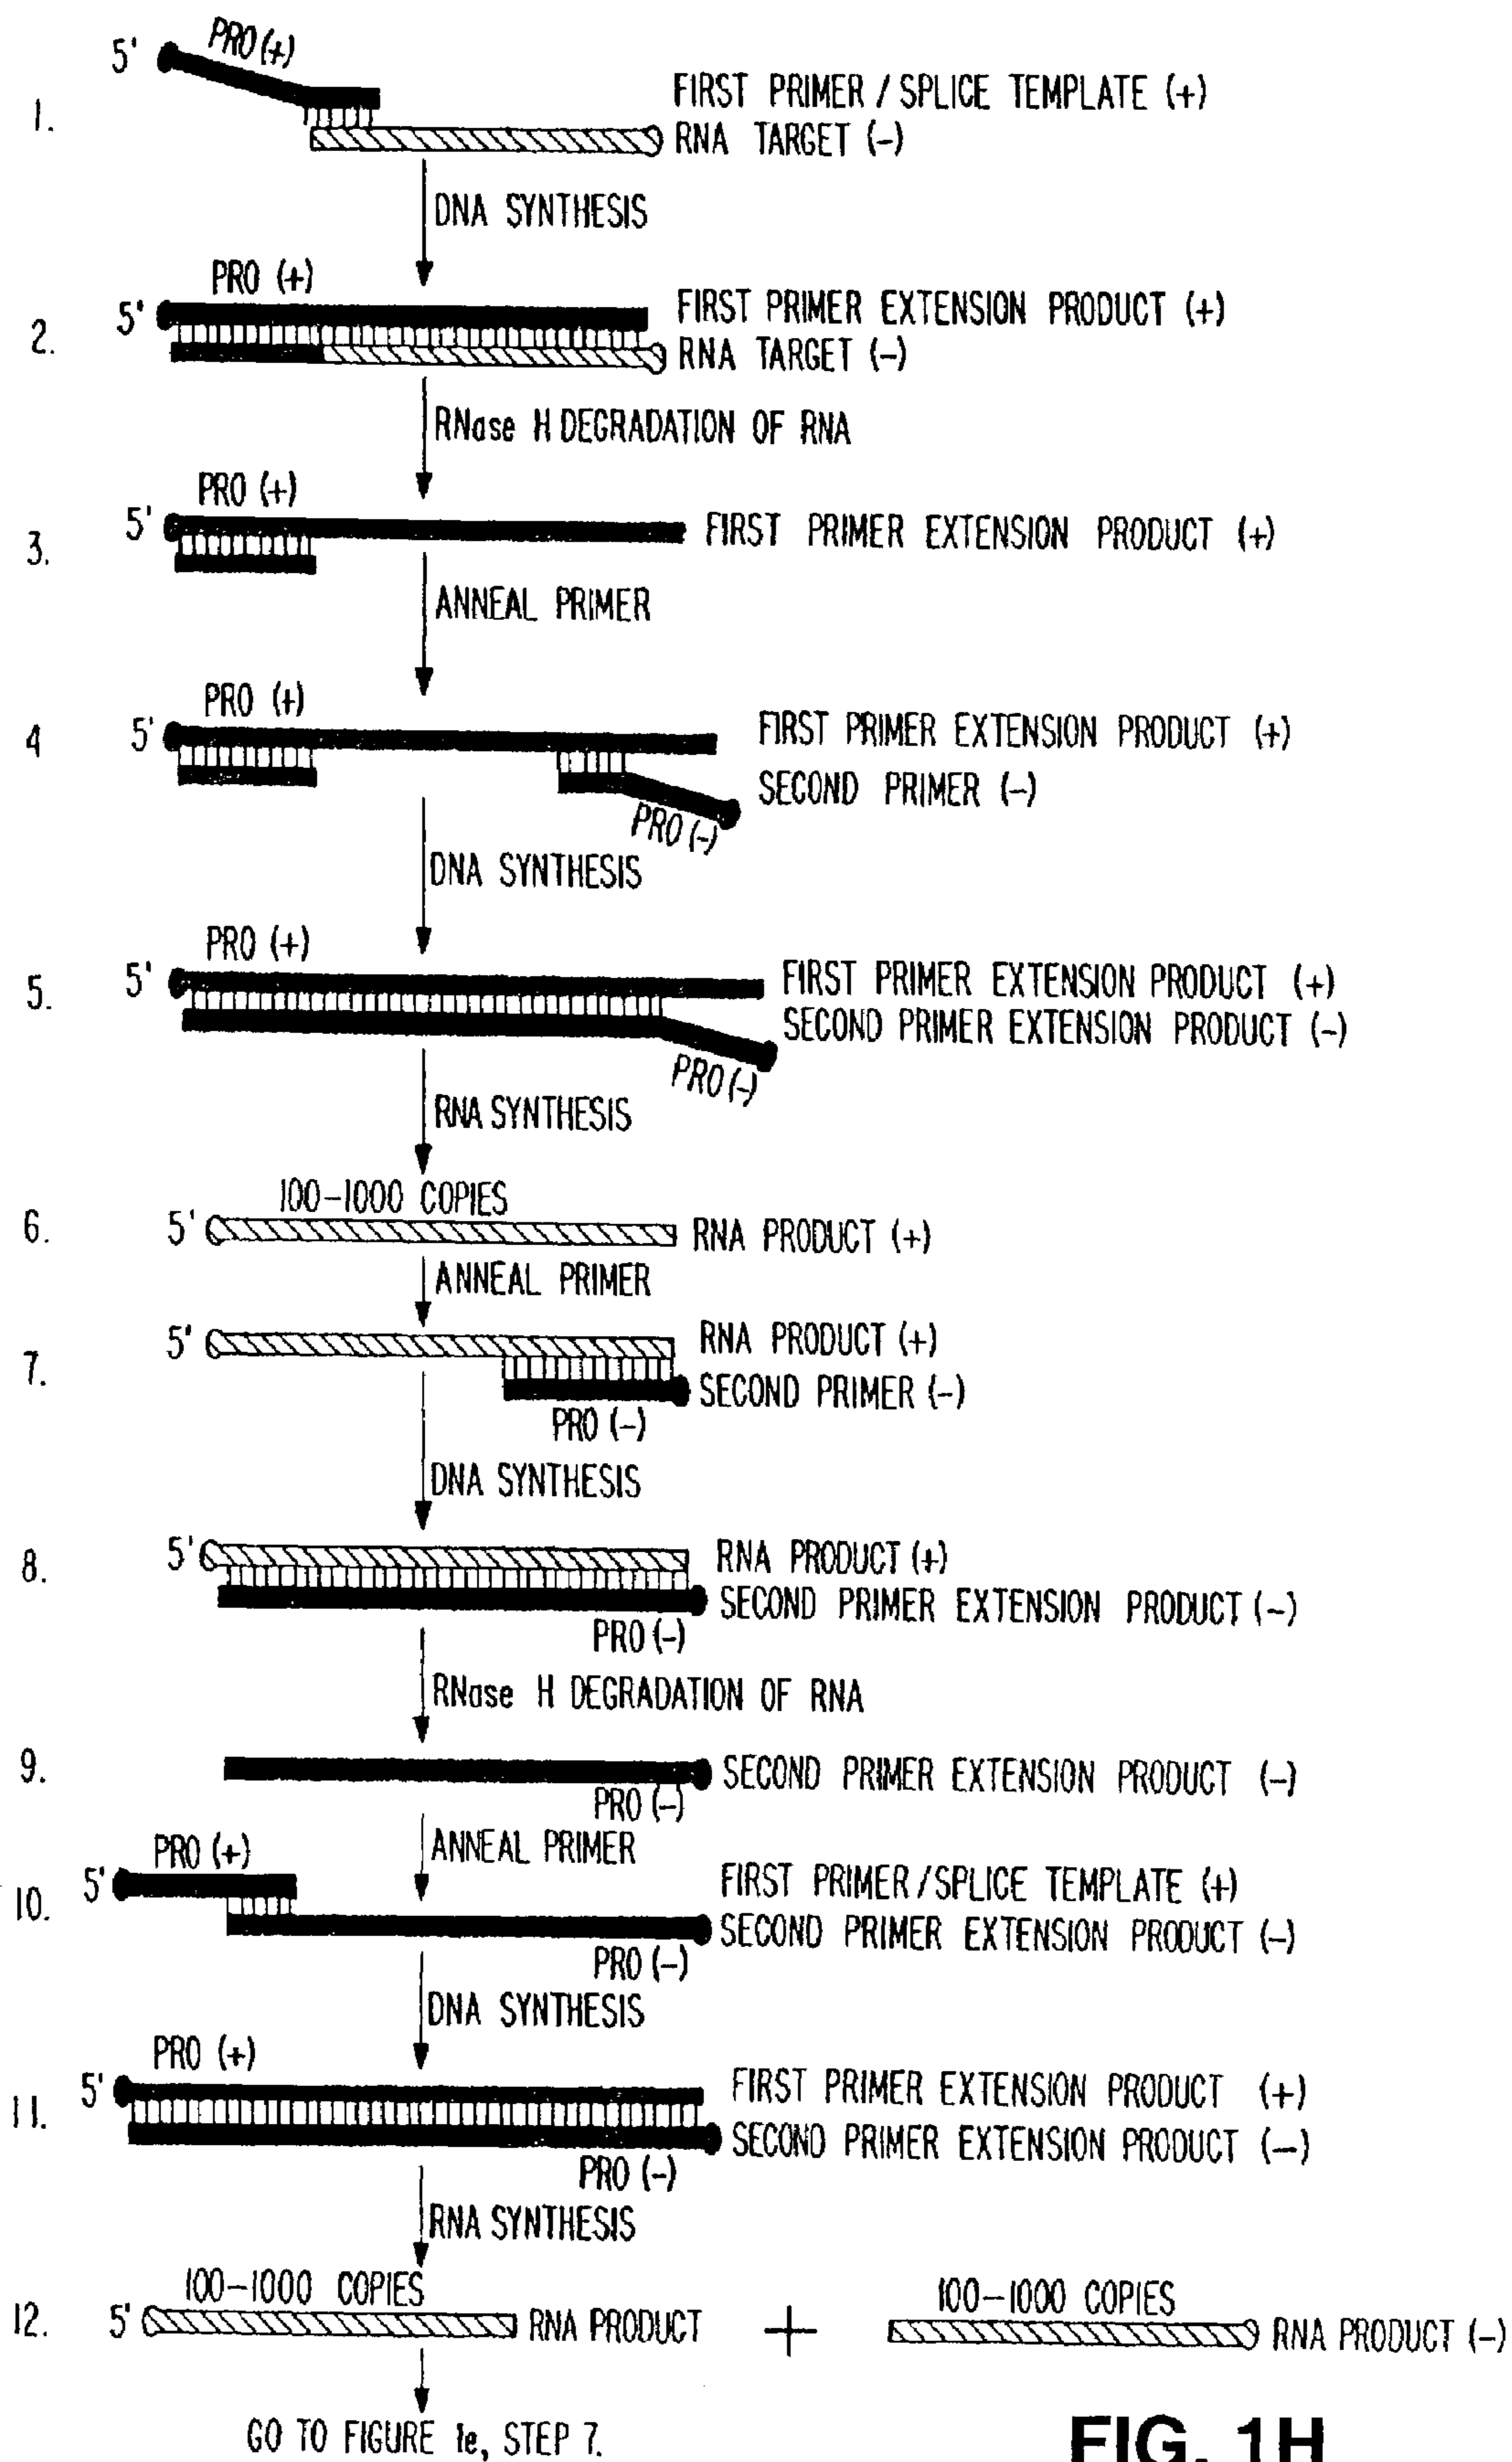 5' PRO (+)
1.
FIRST PRIMER / SPLICE TEMPLATE (+)
RNA TARGET (-)
DNA SYNTHESIS
PRO (+)
2. 5' FIRST PRIMER EXTENSION PRODUCT (+)
RNA TARGET (-)
RNase H DEGRADATION OF RNA
PRO (+)
3. 5' FIRST PRIMER EXTENSION PRODUCT (+)
ANNEAL PRIMER
PRO (+)
4 5' FIRST PRIMER EXTENSION PRODUCT (+)
SECOND PRIMER (-)
PRO (-)
DNA SYNTHESIS
PRO (+)
5. 5' FIRST PRIMER EXTENSION PRODUCT (+)
SECOND PRIMER EXTENSION PRODUCT (-)
PRO (-)
RNA SYNTHESIS
100-1000 COPIES
6. 5' RNA PRODUCT (+)
ANNEAL PRIMER
5' RNA PRODUCT (+)
7. SECOND PRIMER (-)
PRO (-)
DNA SYNTHESIS
8. 5' RNA PRODUCT (+)
SECOND PRIMER EXTENSION PRODUCT (-)
PRO (-)
RNase H DEGRADATION OF RNA
9. SECOND PRIMER EXTENSION PRODUCT (-)
PRO (-)
ANNEAL PRIMER
PRO (+)
10. 5' FIRST PRIMER / SPLICE TEMPLATE (+)
SECOND PRIMER EXTENSION PRODUCT (-)
PRO (-)
DNA SYNTHESIS
PRO (+)
11. 5' FIRST PRIMER EXTENSION PRODUCT (+)
SECOND PRIMER EXTENSION PRODUCT (-)
PRO (-)
RNA SYNTHESIS
100-1000 COPIES 100-1000 COPIES
12. 5' RNA PRODUCT + RNA PRODUCT (-)
GO TO FIGURE 1e, STEP 7.
FIG. 1H